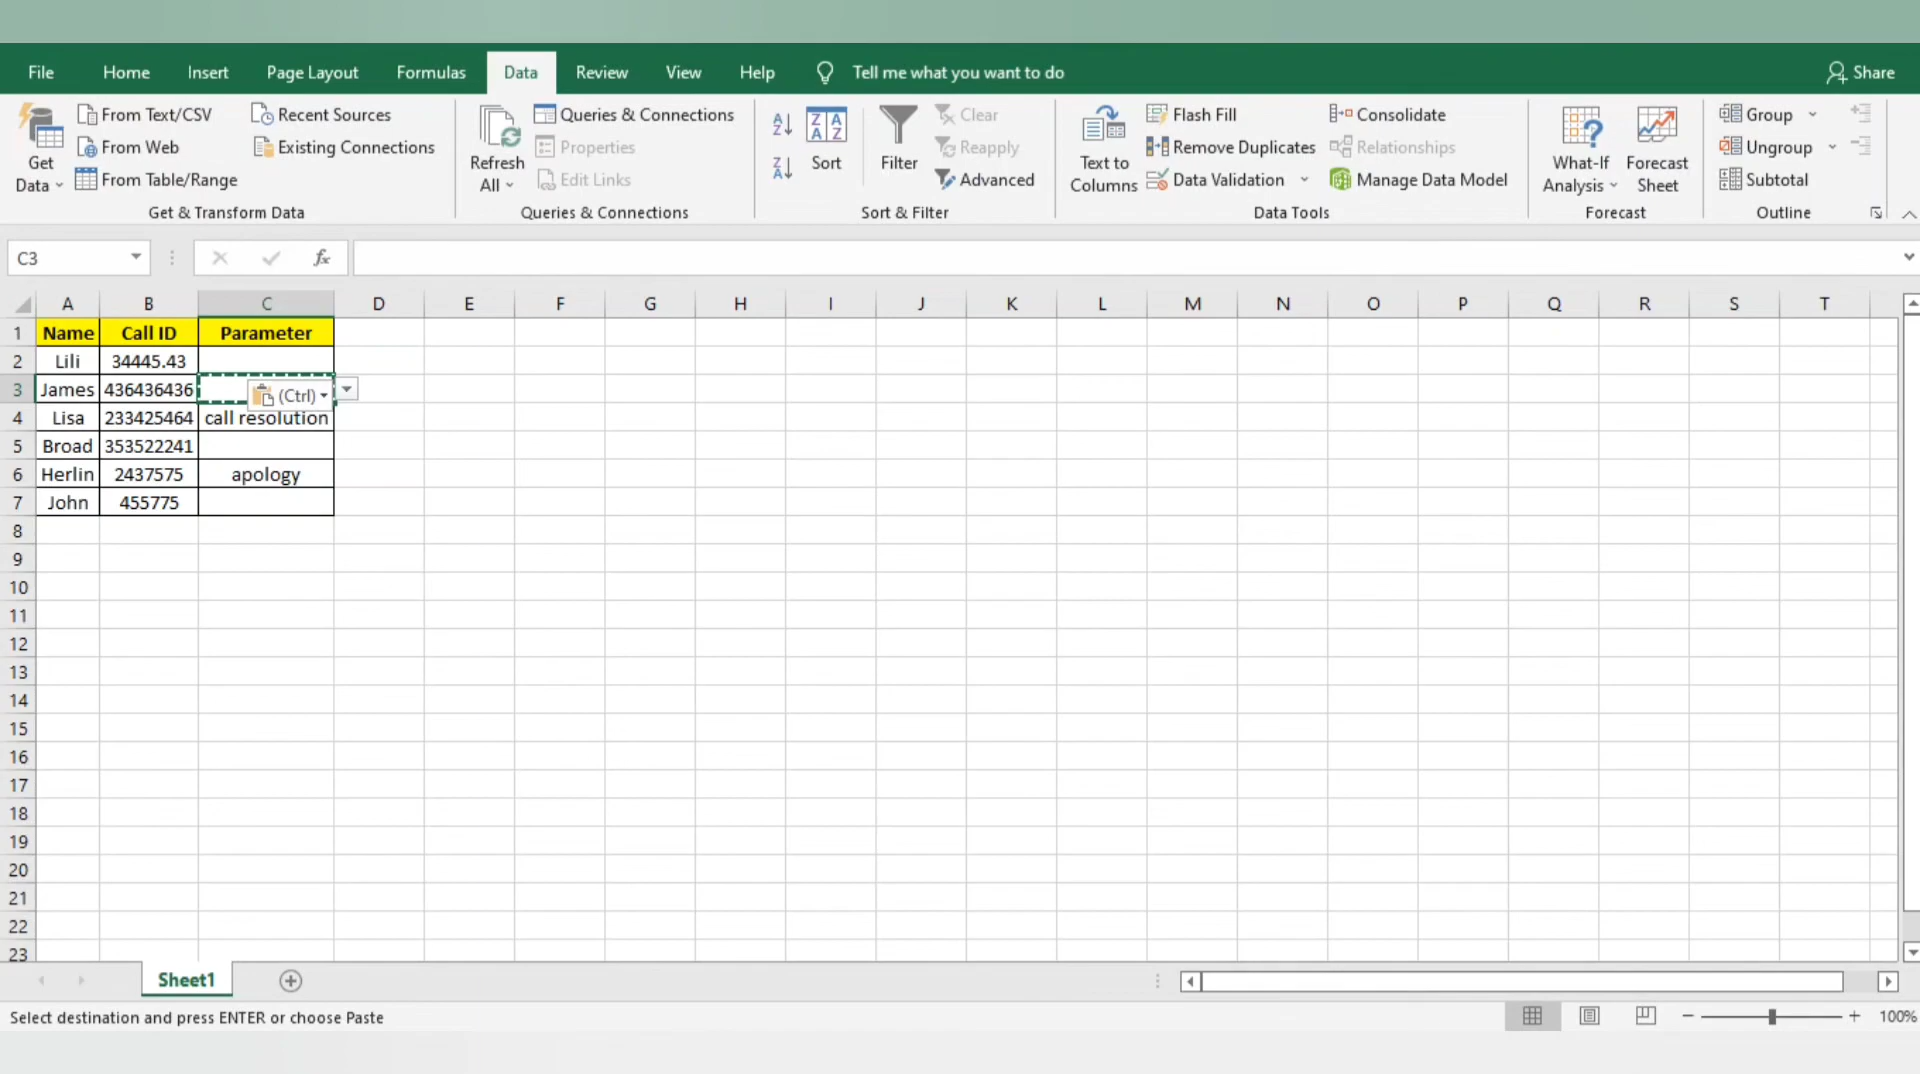 File Home Insert Page Layout Formulas Data Review View Help Tell me what you want to do Share
From Text/CSV Recent Sources Queries & Connections Clear Flash Fill Consolidate Group
Get Data From Web Existing Connections Refresh All Properties Sort Filter Reapply Text to Columns Remove Duplicates Relationships What-If Analysis Forecast Sheet Ungroup
From Table/Range Edit Links Advanced Data Validation Manage Data Model Subtotal
Get & Transform Data Queries & Connections Sort & Filter Data Tools Forecast Outline
C3 fx
A B C D E F G H I J K L M N O P Q R S T
1 Name Call ID Parameter
2 Lili 34445.43
3 James 436436436 (Ctrl)
4 Lisa 233425464 call resolution
5 Broad 353522241
6 Herlin 2437575 apology
7 John 455775
8
9
10
11
12
13
14
15
16
17
18
19
20
21
22
23
Sheet1
Select destination and press ENTER or choose Paste 100%